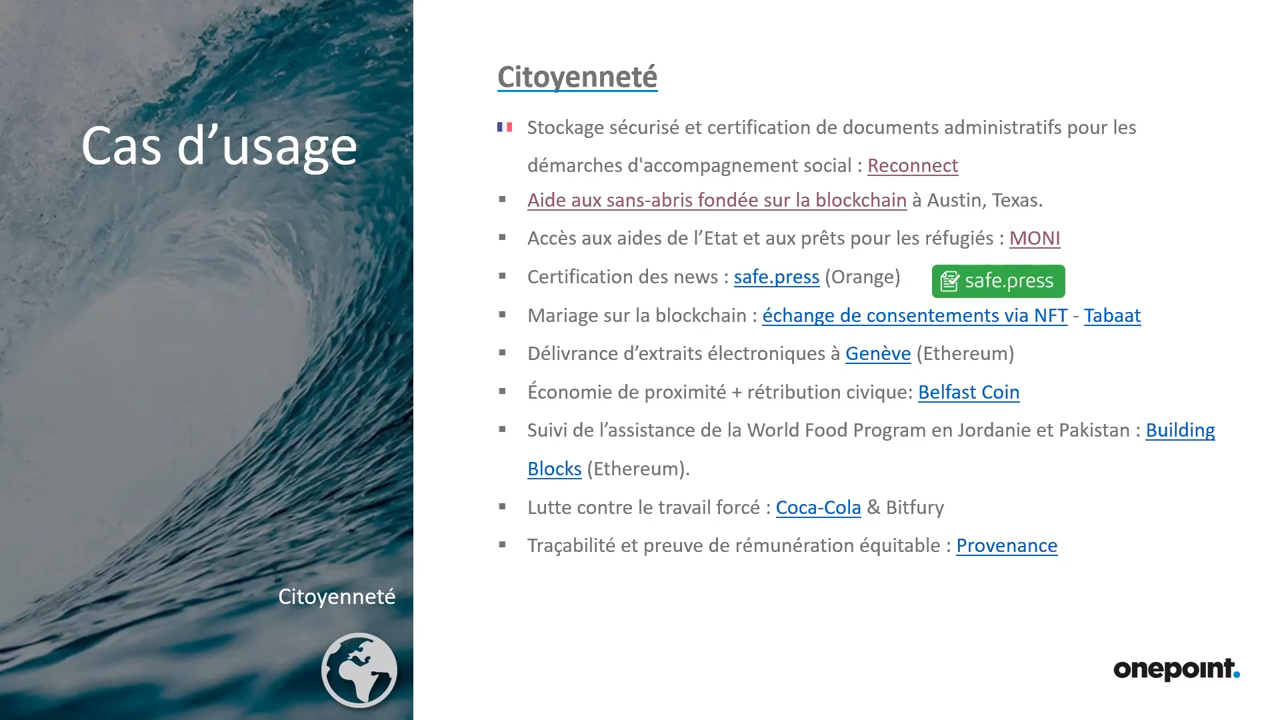 Cas d’usage
Citoyenneté
Citoyenneté
Stockage sécurisé et certification de documents administratifs pour les
démarches d'accompagnement social : Reconnect
Aide aux sans-abris fondée sur la blockchain à Austin, Texas.
Accès aux aides de l’Etat et aux prêts pour les réfugiés : MONI
Certification des news : safe.press (Orange)
safe.press
Mariage sur la blockchain : échange de consentements via NFT - Tabaat
Délivrance d’extraits électroniques à Genève (Ethereum)
Économie de proximité + rétribution civique: Belfast Coin
Suivi de l’assistance de la World Food Program en Jordanie et Pakistan : Building
Blocks (Ethereum).
Lutte contre le travail forcé : Coca-Cola & Bitfury
Traçabilité et preuve de rémunération équitable : Provenance
onepoint.